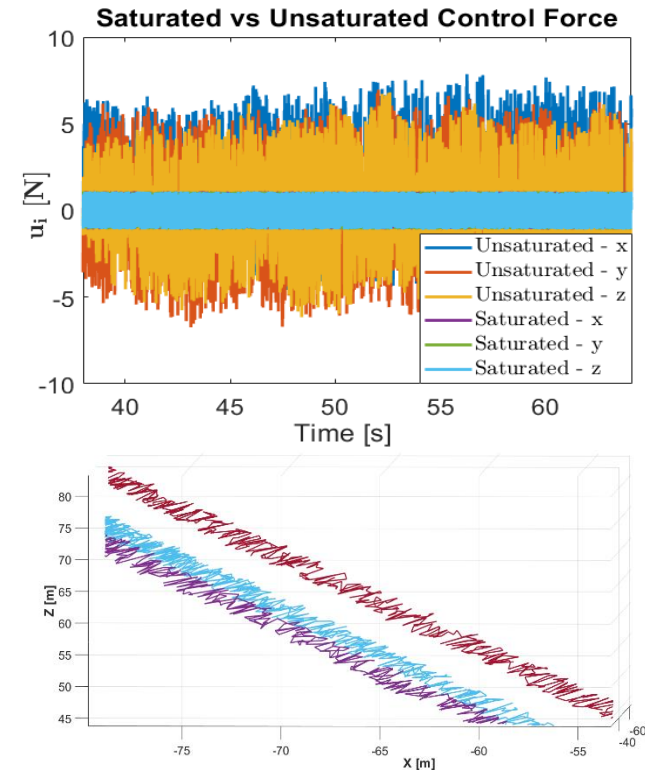 Saturated vs Unsaturated Control Force
10
5
0
-5
-10
u_i [N]
Unsaturated - x
Unsaturated - y
Unsaturated - z
Saturated - x
Saturated - y
Saturated - z
40 45 50 55 60
Time [s]
80
75
70
65
60
55
50
45
Z [m]
-75 -70 -65 -60 -55
-40 -60
X [m]